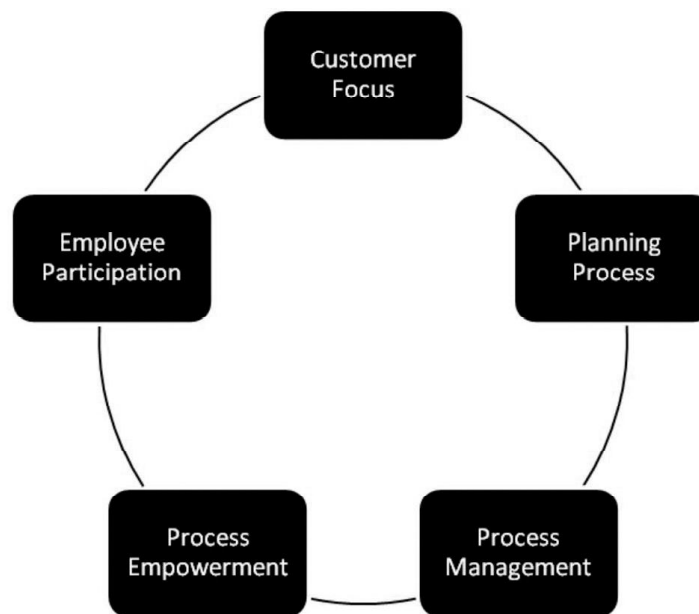 Customer
Focus
Planning
Process
Process
Management
Process
Empowerment
Employee
Participation